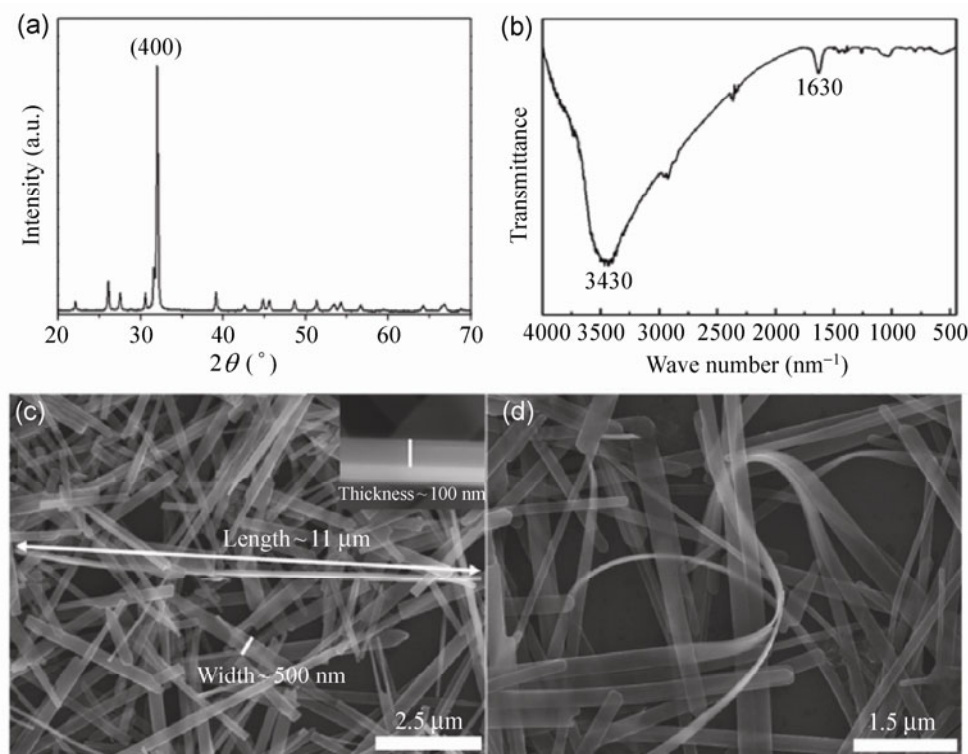 (a)
(400)
Intensity (a.u.)
20 30 40 50 60 70
2θ (°)
(b)
1630
3430
Transmittance
4000 3500 3000 2500 2000 1500 1000 500
Wave number (nm⁻¹)
(c)
Thickness ~ 100 nm
Length ~ 11 μm
Width ~ 500 nm
2.5 μm
(d)
1.5 μm